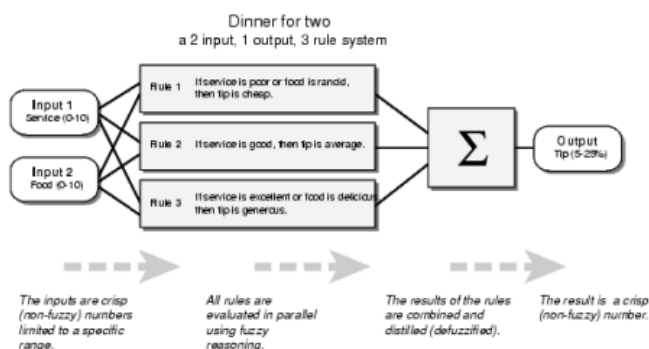 Dinner for two
a 2 input, 1 output, 3 rule system
Input 1
Service (0-10)
Input 2
Food (0-10)
Rule 1
If service is poor or food is rancid,
then tip is cheap.
Rule 2
If service is good, then tip is average.
Rule 3
If service is excellent or food is delicious
then tip is generous.
Σ
Output
Tip (5-25%)
The inputs are crisp
(non-fuzzy) numbers
limited to a specific
range.
All rules are
evaluated in parallel
using fuzzy
reasoning.
The results of the rules
are combined and
distilled (defuzzified).
The result is a crisp
(non-fuzzy) number.